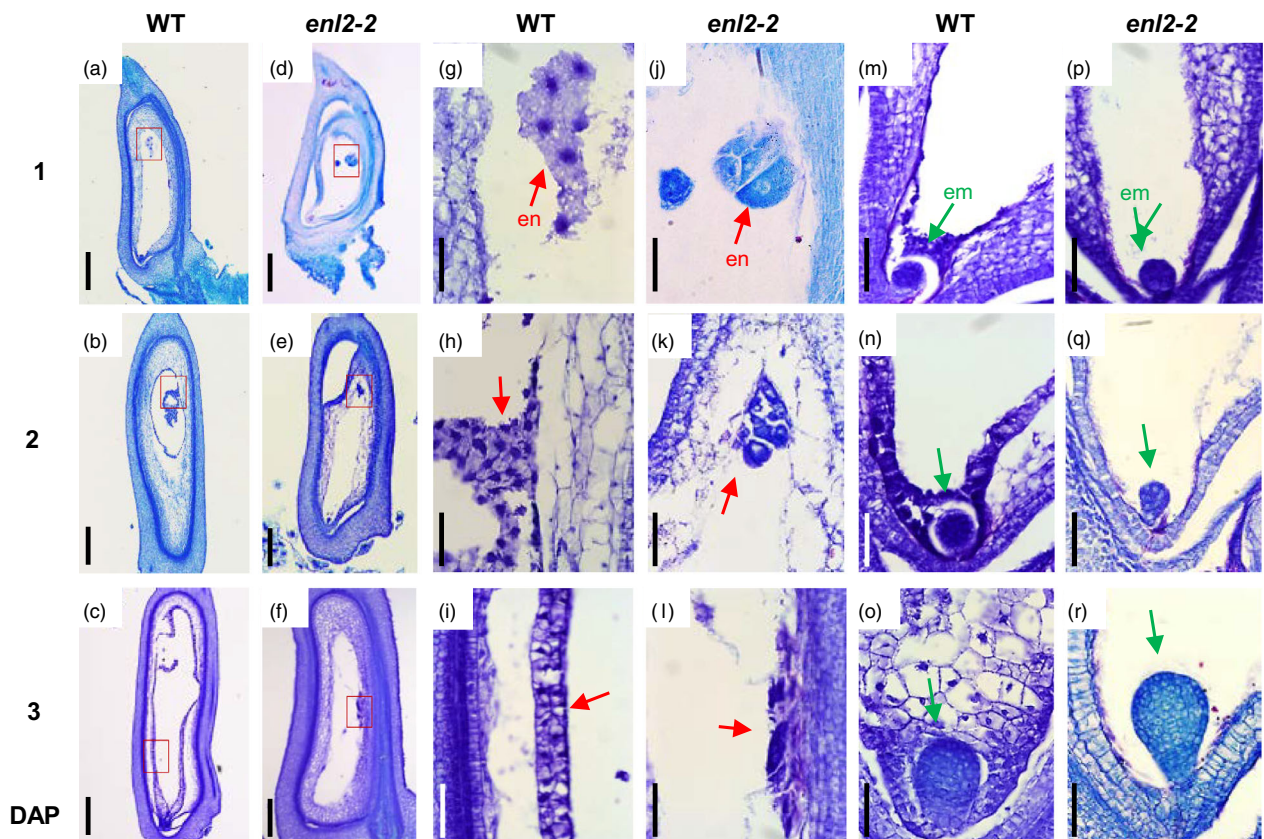 WT enl2-2 WT enl2-2 WT enl2-2
1 (a) (d) (g) en (j) en (m) em (p) em
2 (b) (e) (h) (k) (n) (q)
3 (c) (f) (i) (l) (o) (r)
DAP